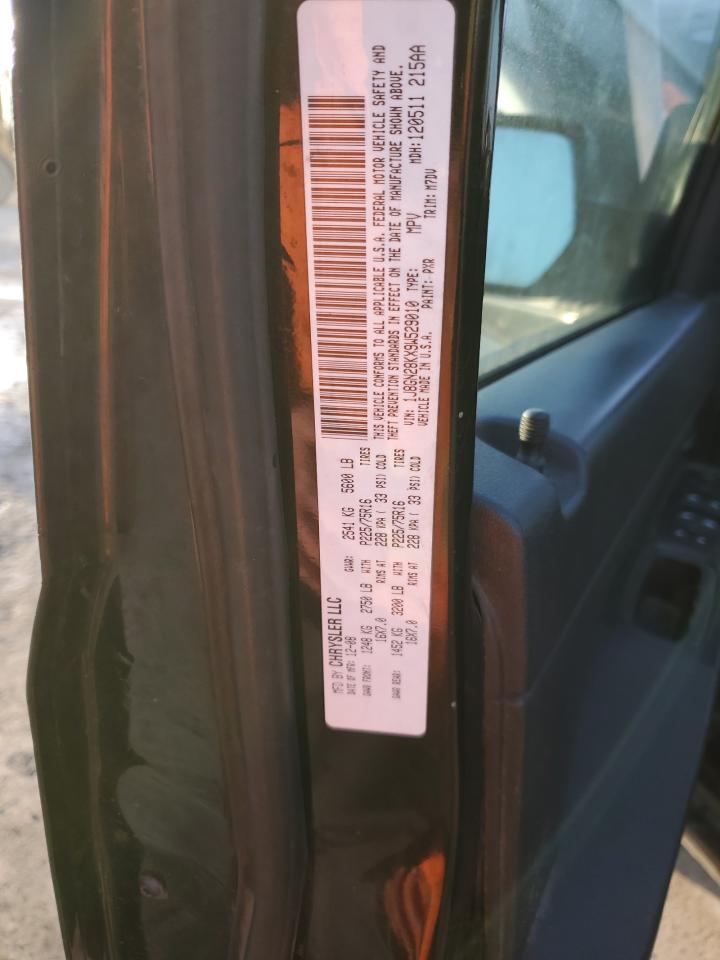 MFD BY CHRYSLER LLC
DATE OF MFR: 12-08 GVWR: 2541 KG 5600 LB
GAWR FRONT: 1248 KG 2750 LB WITH P225/75R16 TIRES
16X7.0 RIMS AT 228 KPA ( 33 PSI) COLD
GAWR REAR: 1452 KG 3200 LB WITH P225/75R16 TIRES
16X7.0 RIMS AT 228 KPA ( 33 PSI) COLD
THIS VEHICLE CONFORMS TO ALL APPLICABLE U.S.A. FEDERAL MOTOR VEHICLE SAFETY AND
THEFT PREVENTION STANDARDS IN EFFECT ON THE DATE OF MANUFACTURE SHOWN ABOVE.
VIN: 1J8GN28KX9W529010 TYPE: MPV MDH: 120511 215AA
VEHICLE MADE IN U.S.A. PAINT: PXR TRIM: M7DV